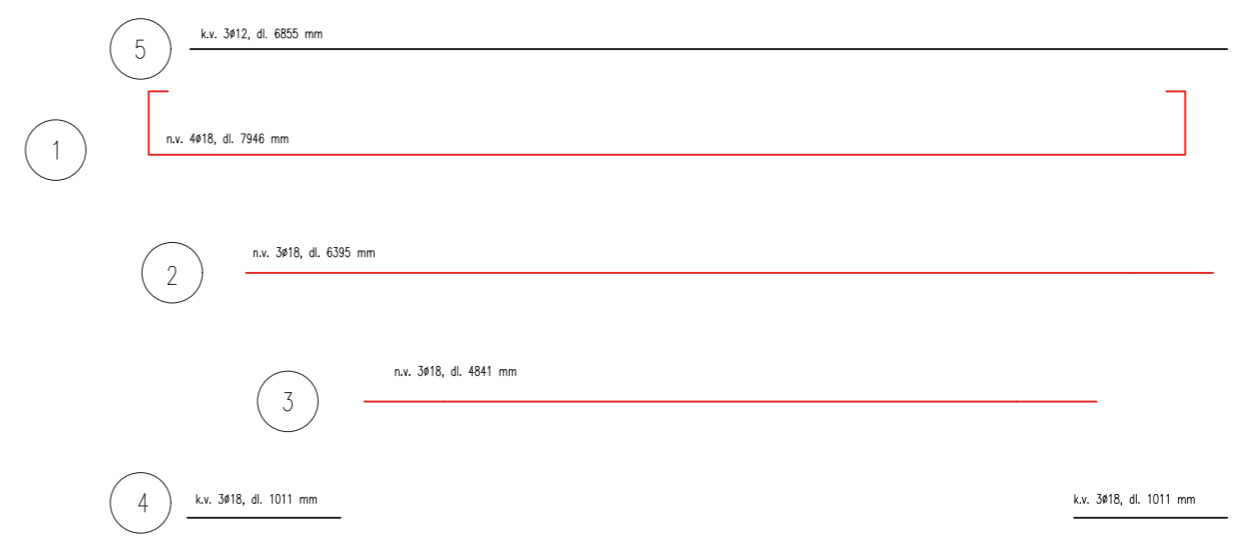 5
k.v. 3ø12, dl. 6855 mm
1
n.v. 4ø18, dl. 7946 mm
2
n.v. 3ø18, dl. 6395 mm
3
n.v. 3ø18, dl. 4841 mm
4
k.v. 3ø18, dl. 1011 mm
k.v. 3ø18, dl. 1011 mm